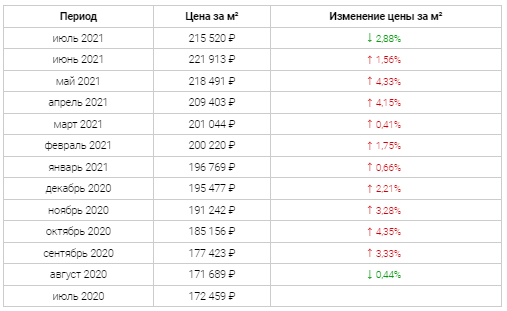 Период Цена за м² Изменение цены за м²
июль 2021 215 520 ₽ ↓ 2,88%
июнь 2021 221 913 ₽ ↑ 1,56%
май 2021 218 491 ₽ ↑ 4,33%
апрель 2021 209 403 ₽ ↑ 4,15%
март 2021 201 044 ₽ ↑ 0,41%
февраль 2021 200 220 ₽ ↑ 1,75%
январь 2021 196 769 ₽ ↑ 0,66%
декабрь 2020 195 477 ₽ ↑ 2,21%
ноябрь 2020 191 242 ₽ ↑ 3,28%
октябрь 2020 185 156 ₽ ↑ 4,35%
сентябрь 2020 177 423 ₽ ↑ 3,33%
август 2020 171 689 ₽ ↓ 0,44%
июль 2020 172 459 ₽